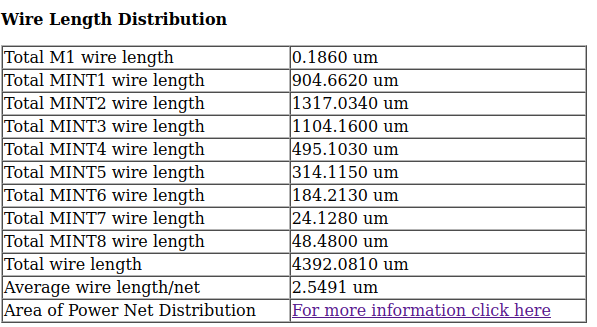 Wire Length Distribution
Total M1 wire length 0.1860 um
Total MINT1 wire length 904.6620 um
Total MINT2 wire length 1317.0340 um
Total MINT3 wire length 1104.1600 um
Total MINT4 wire length 495.1030 um
Total MINT5 wire length 314.1150 um
Total MINT6 wire length 184.2130 um
Total MINT7 wire length 24.1280 um
Total MINT8 wire length 48.4800 um
Total wire length 4392.0810 um
Average wire length/net 2.5491 um
Area of Power Net Distribution For more information click here